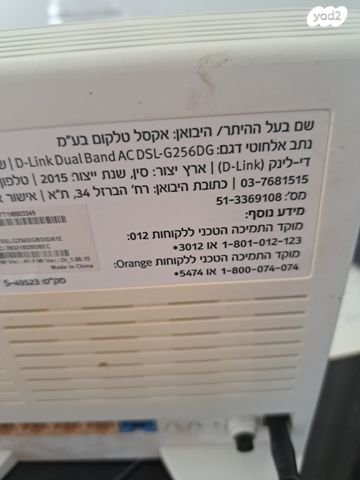 yad2
שם בעל ההיתר/ היבואן: אקסל טלקום בע״מ
נתב אלחוטי דגם: D-Link Dual Band AC DSL-G256DG |
די-לינק (D-Link) | ארץ יצור: סין, שנת ייצור: 2015 | טלפון
03-7681515 | כתובת היבואן: רח׳ הברזל 34, ת״א | אישור
מס׳: 51-3369108
מידע נוסף:
מוקד התמיכה הטכני ללקוחות 012:
1-801-012-123 או 3012*
מוקד התמיכה הטכני ללקוחות Orange:
1-800-074-074 או 5474*
מק״ט: S-49523
Made in China